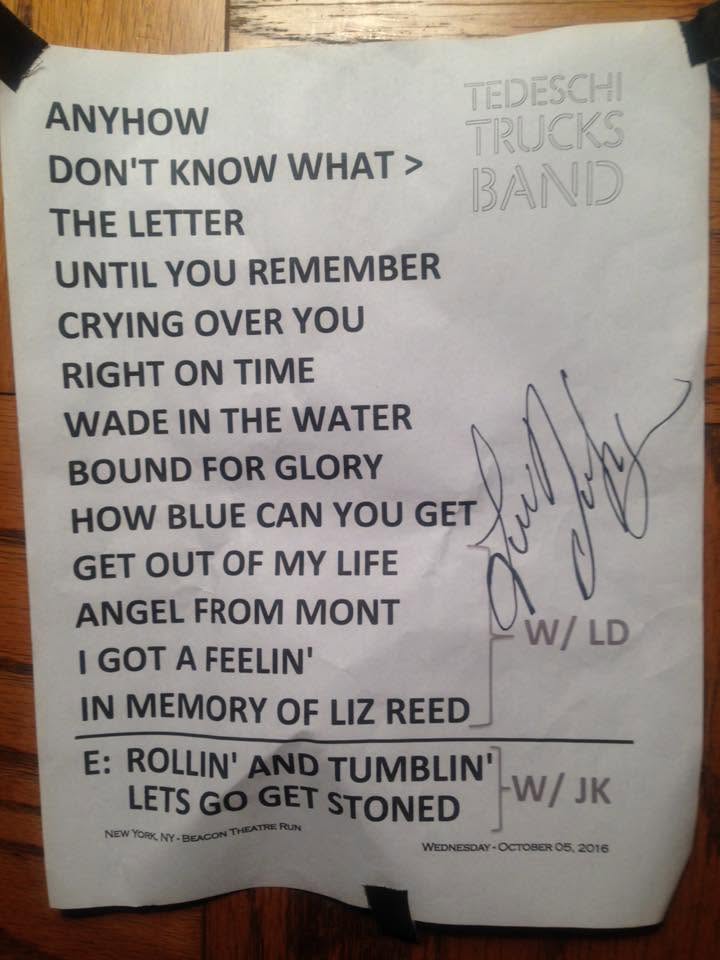 TEDESCHI
TRUCKS
BAND
ANYHOW
DON'T KNOW WHAT >
THE LETTER
UNTIL YOU REMEMBER
CRYING OVER YOU
RIGHT ON TIME
WADE IN THE WATER
BOUND FOR GLORY
HOW BLUE CAN YOU GET
GET OUT OF MY LIFE
ANGEL FROM MONT
I GOT A FEELIN'
IN MEMORY OF LIZ REED
W/ LD
E: ROLLIN' AND TUMBLIN'
LETS GO GET STONED
W/ JK
NEW YORK, NY - BEACON THEATRE RUN
WEDNESDAY - OCTOBER 05, 2016